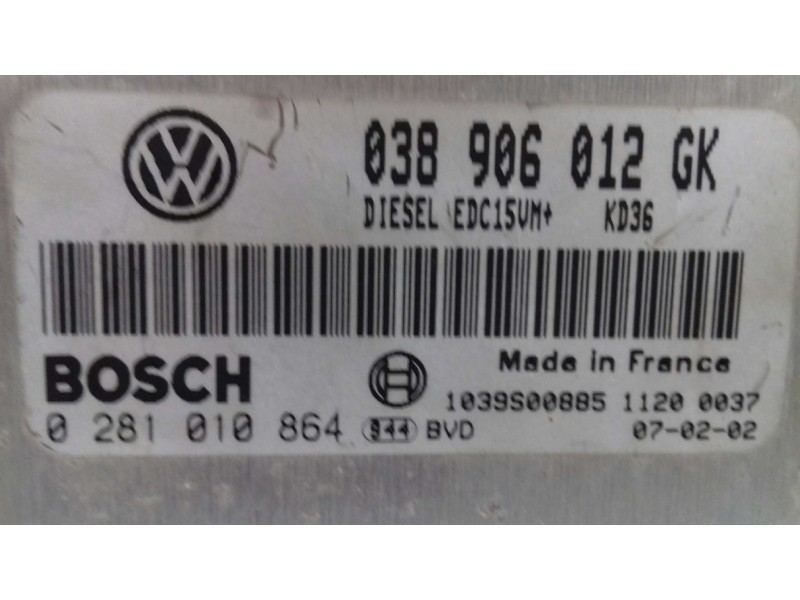 038 906 012 GK
DIESEL EDC15VM+ KD36
BOSCH
Made in France
1039S00885 1120 0037
0 281 010 864 844 BVD 07-02-02